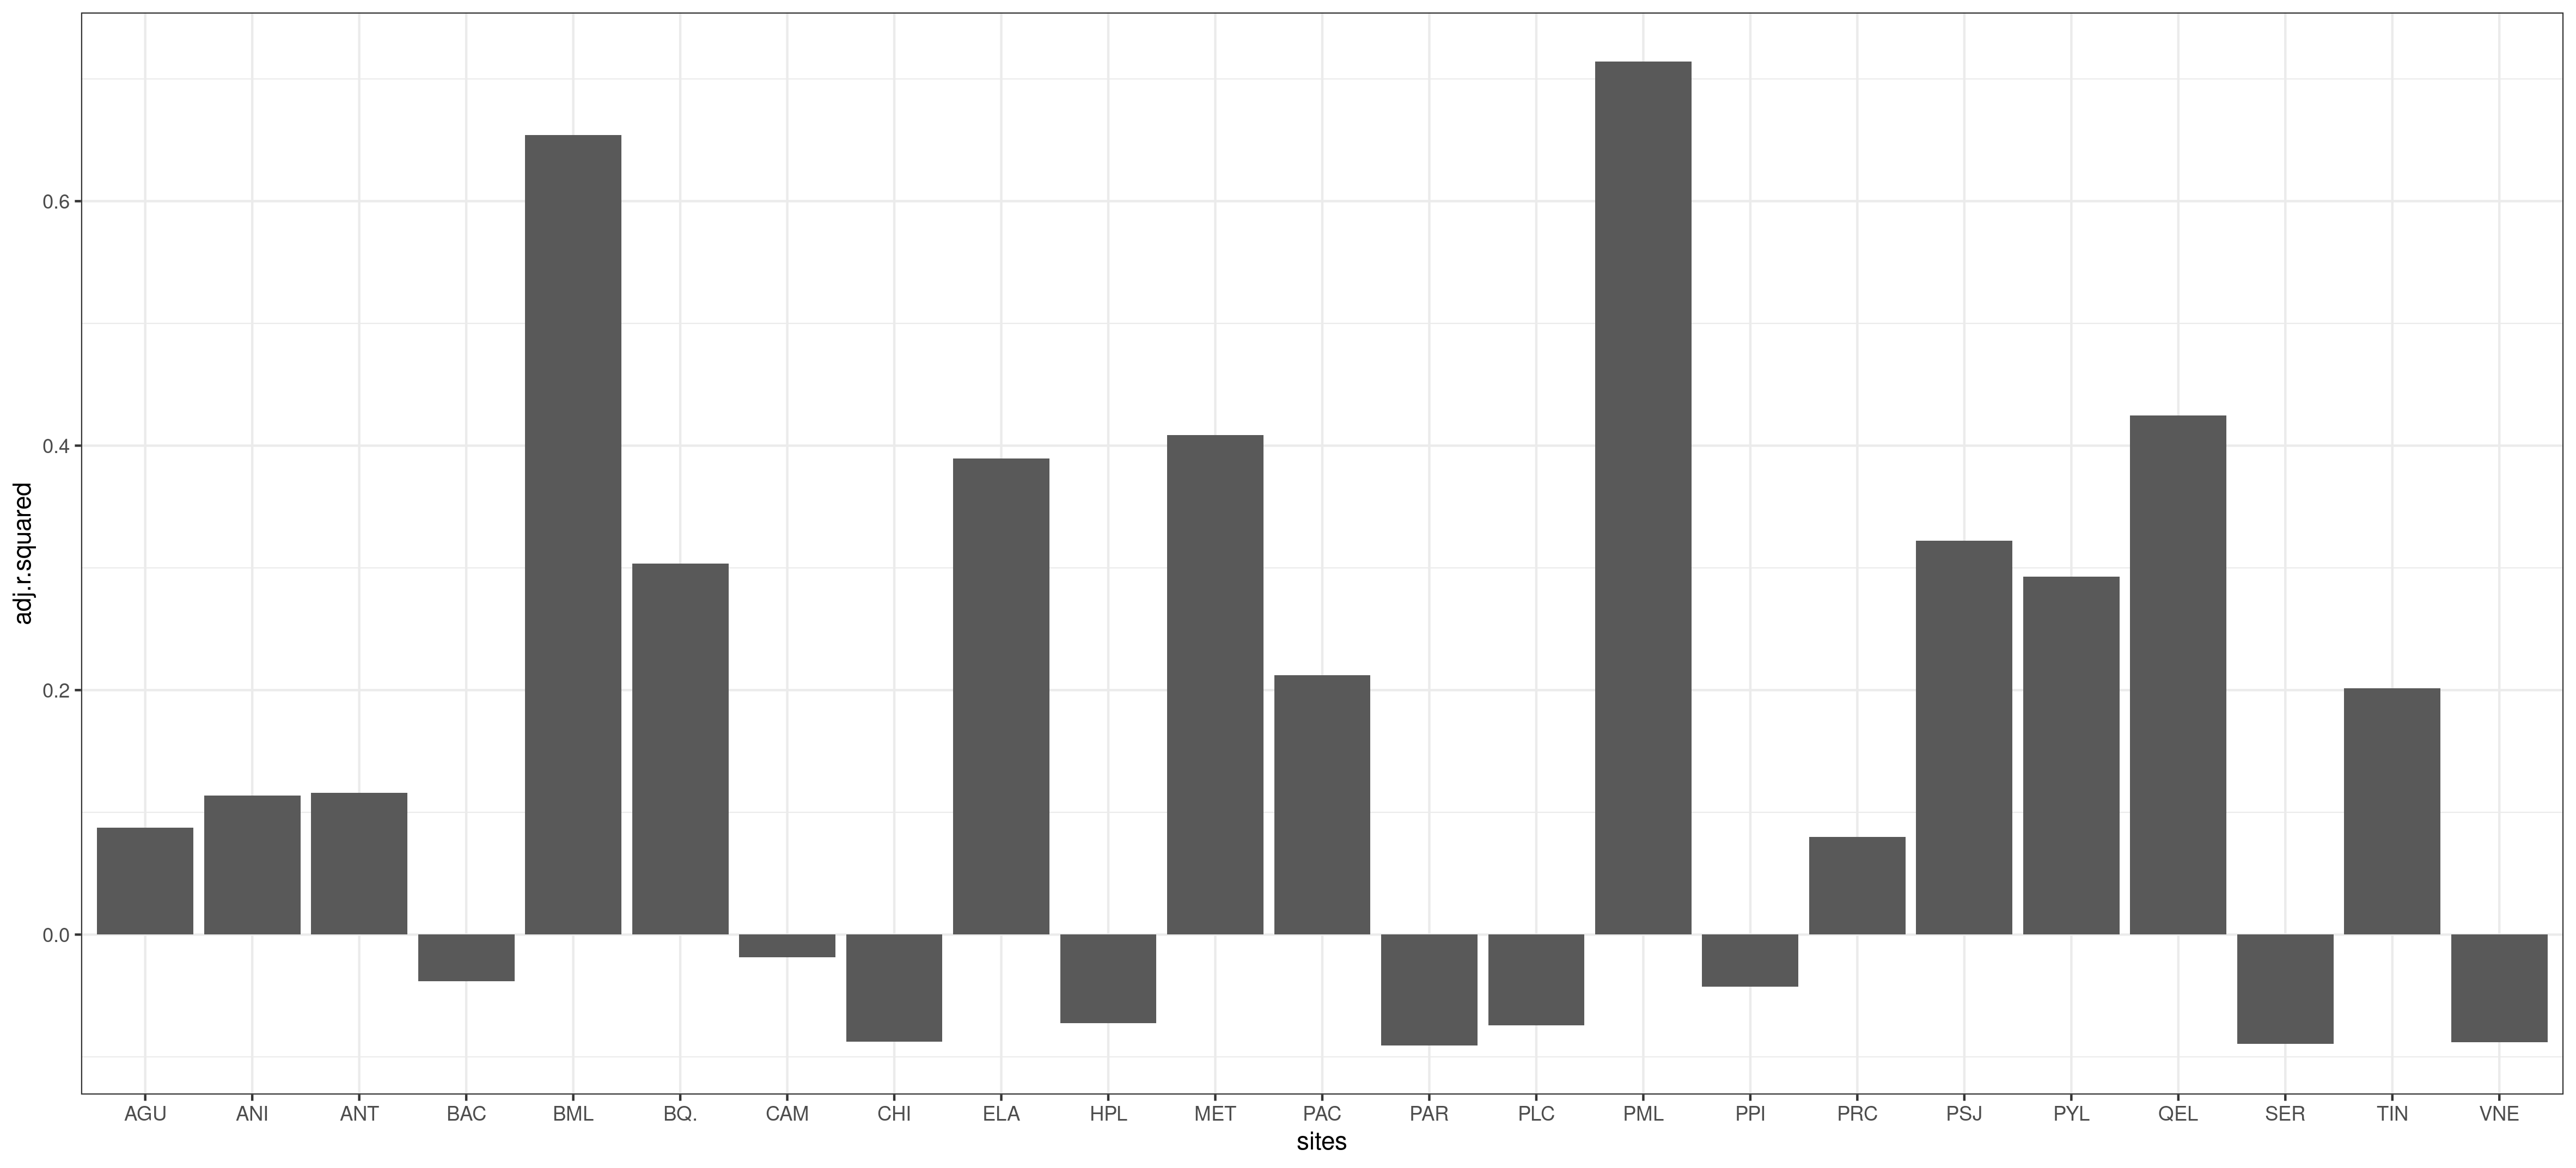 adj.r.squared
0.6
0.4
0.2
0.0
AGU ANI ANT BAC BML BQ. CAM CHI ELA HPL MET PAC PAR PLC PML PPI PRC PSJ PYL QEL SER TIN VNE
sites